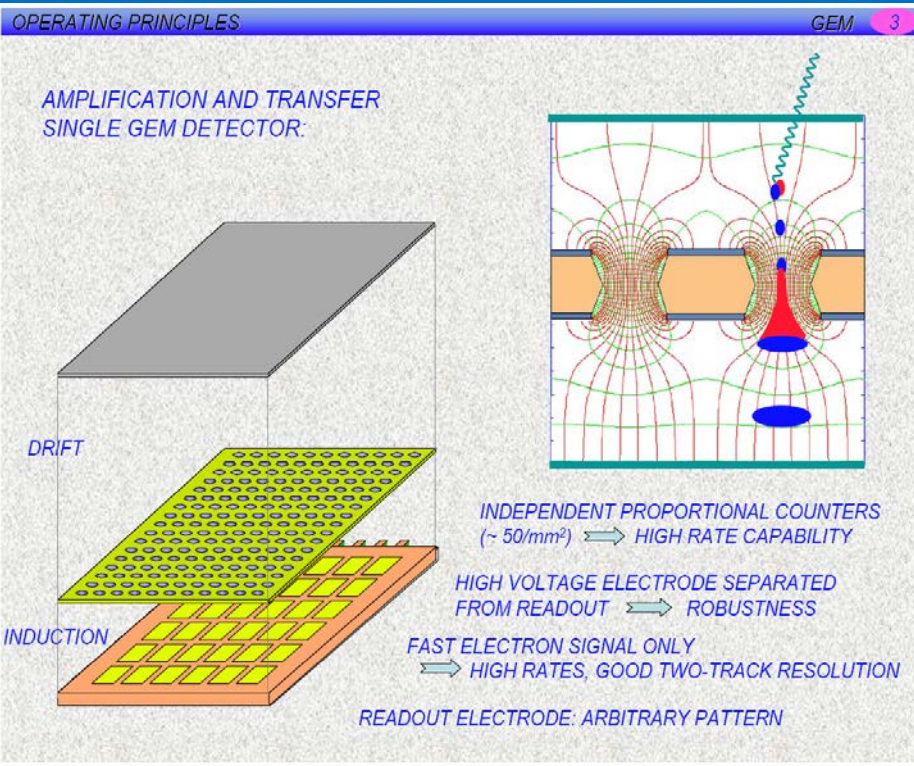 OPERATING PRINCIPLES
GEM 3
AMPLIFICATION AND TRANSFER
SINGLE GEM DETECTOR:
DRIFT
INDUCTION
INDEPENDENT PROPORTIONAL COUNTERS
(~ 50/mm²) HIGH RATE CAPABILITY
HIGH VOLTAGE ELECTRODE SEPARATED
FROM READOUT ROBUSTNESS
FAST ELECTRON SIGNAL ONLY
HIGH RATES, GOOD TWO-TRACK RESOLUTION
READOUT ELECTRODE: ARBITRARY PATTERN